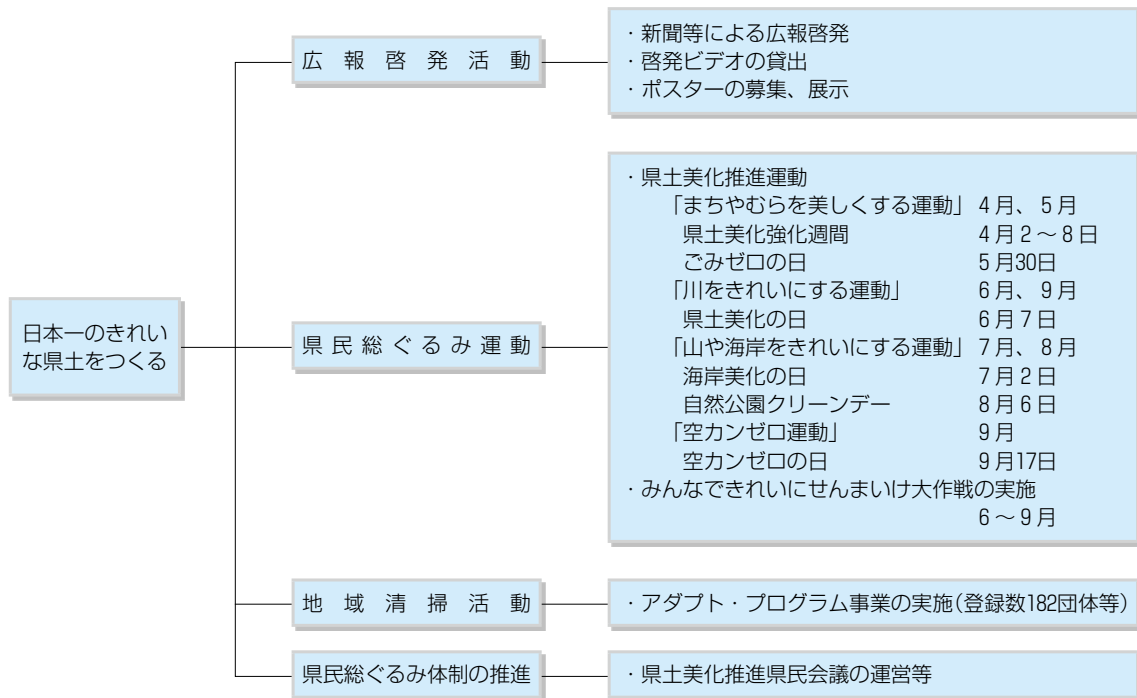 日本一のきれい
な県土をつくる
広報啓発活動
・新聞等による広報啓発
・啓発ビデオの貸出
・ポスターの募集、展示
県民総ぐるみ運動
・県土美化推進運動
「まちやむらを美しくする運動」 4月、5月
県土美化強化週間 4月2～8日
ごみゼロの日 5月30日
「川をきれいにする運動」 6月、9月
県土美化の日 6月7日
「山や海岸をきれいにする運動」 7月、8月
海岸美化の日 7月2日
自然公園クリーンデー 8月6日
「空カンゼロ運動」 9月
空カンゼロの日 9月17日
・みんなできれいにせんまいけ大作戦の実施
6～9月
地域清掃活動
・アダプト・プログラム事業の実施(登録数182団体等)
県民総ぐるみ体制の推進
・県土美化推進県民会議の運営等